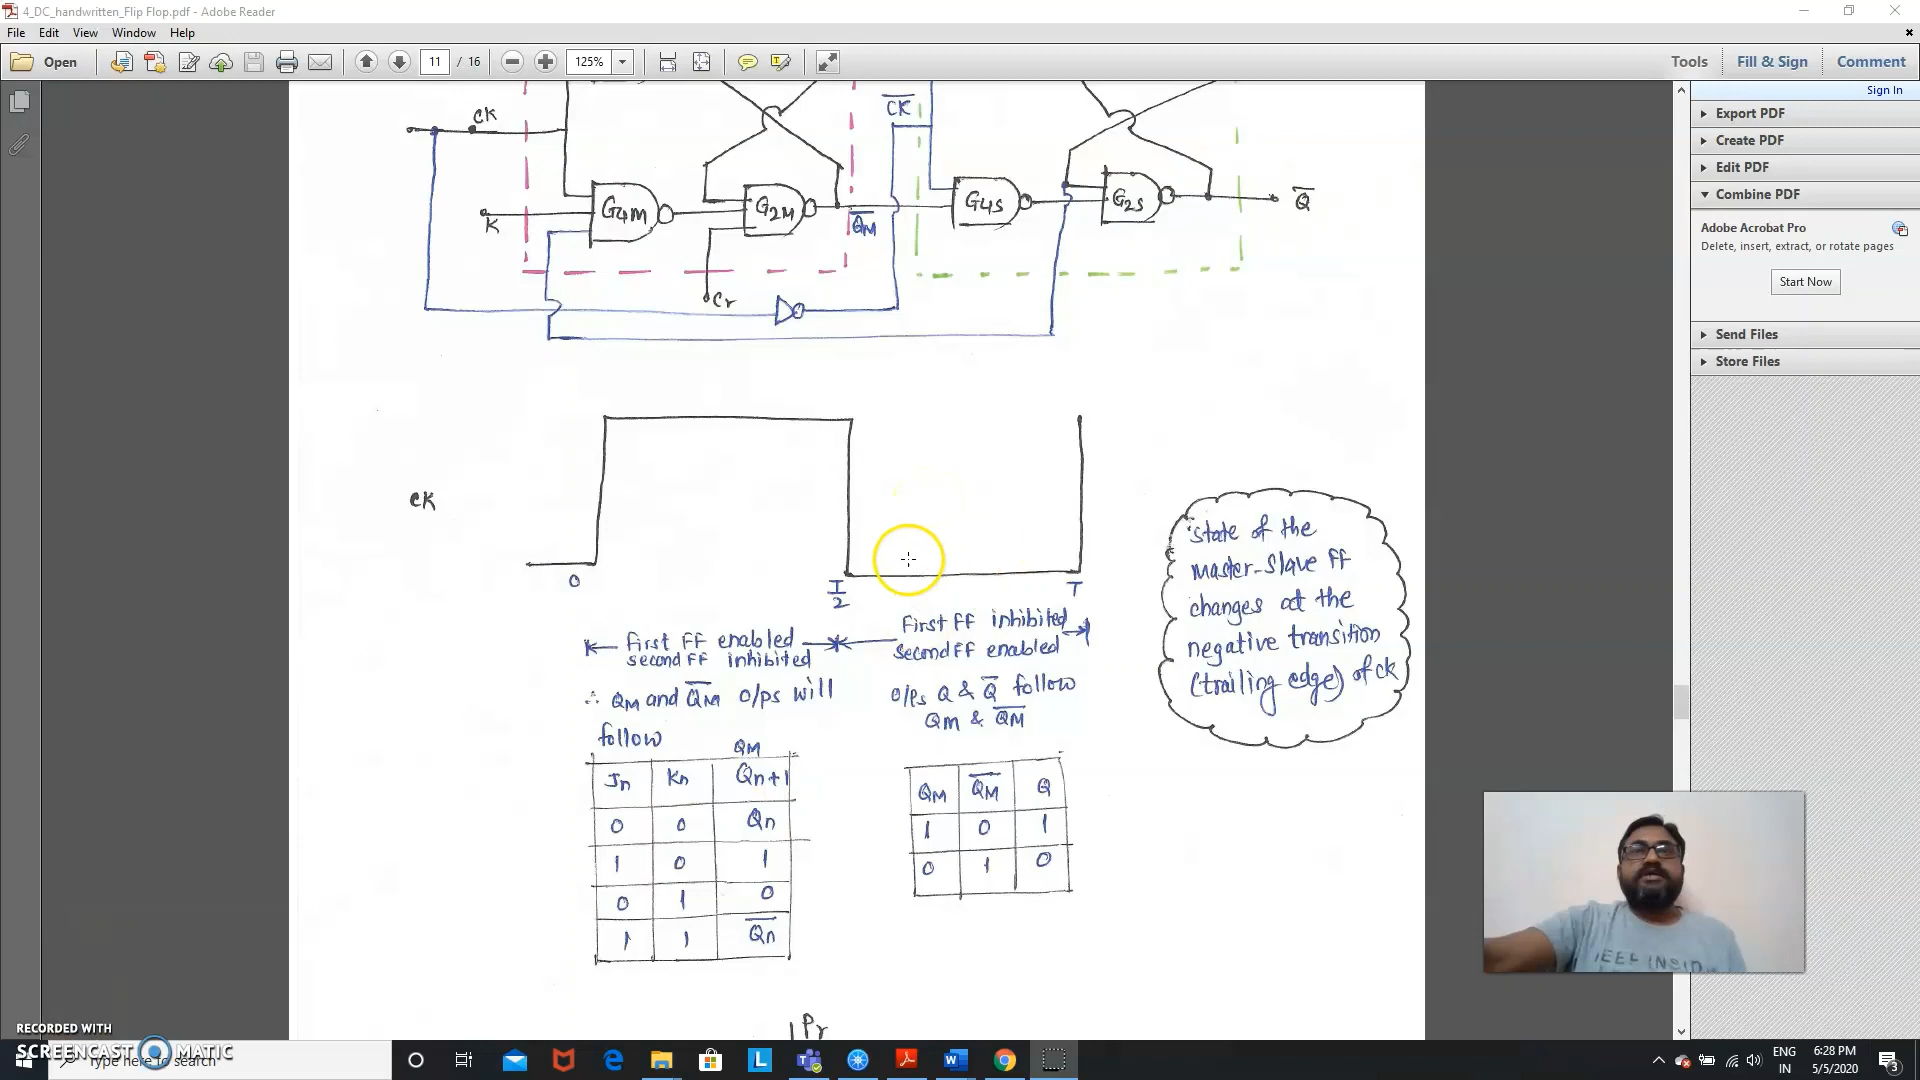 4_DC_handwritten_Flip Flop.pdf - Adobe Reader
File Edit View Window Help
Open 11 / 16 125% Tools Fill & Sign Comment
Sign In
Export PDF
Create PDF
Edit PDF
Combine PDF
Adobe Acrobat Pro
Delete, insert, extract, or rotate pages
Start Now
Send Files
Store Files
CK
C̅K̅
K
G4M
G2M
Q̅M̅
G4S
G2S
Q̅
Cr
CK
0
T/2
T
First FF enabled
second FF inhibited
∴ QM and Q̅M̅ o/ps will
follow
First FF inhibited
Second FF enabled
o/ps Q & Q̅ follow
QM & Q̅M̅
QM
Jn Kn Qn+1
0 0 Qn
1 0 1
0 1 0
1 1 Q̅n̅
QM Q̅M̅ Q
1 0 1
0 1 0
state of the
master-slave FF
changes at the
negative transition
(trailing edge) of ck
Pr
RECORDED WITH
SCREENCAST MATIC
Type here to search
ENG
IN
6:28 PM
5/5/2020
3